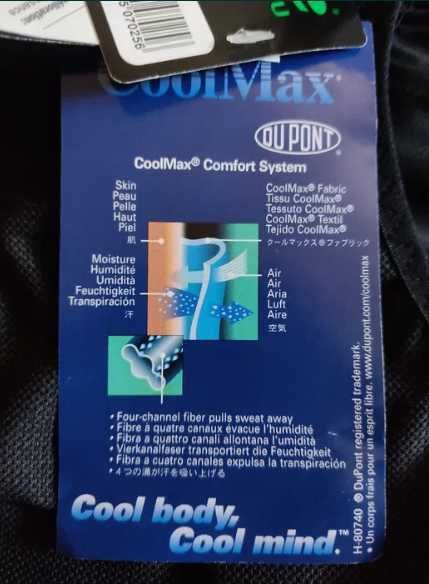 5070256
CoolMax®
DU PONT®
CoolMax® Comfort System
Skin
Peau
Pelle
Haut
Piel
肌
CoolMax® Fabric
Tissu CoolMax®
Tessuto CoolMax®
CoolMax® Textil
Tejido CoolMax®
クールマックス®ファブリック
Moisture
Humidité
Umidità
Feuchtigkeit
Transpiración
汗
Air
Air
Aria
Luft
Aire
空気
• Four-channel fiber pulls sweat away
• Fibre à quatre canaux évacue l'humidité
• Fibra a quattro canali allontana l'umidità
• Vierkanalfaser transportiert die Feuchtigkeit
• Fibra a cuatro canales expulsa la transpiración
• 4つの溝が汗を吸い上げる
Cool body,
Cool mind.™
H-80740 ® DuPont registered trademark.
• Un corps frais pour un esprit libre. www.dupont.com/coolmax